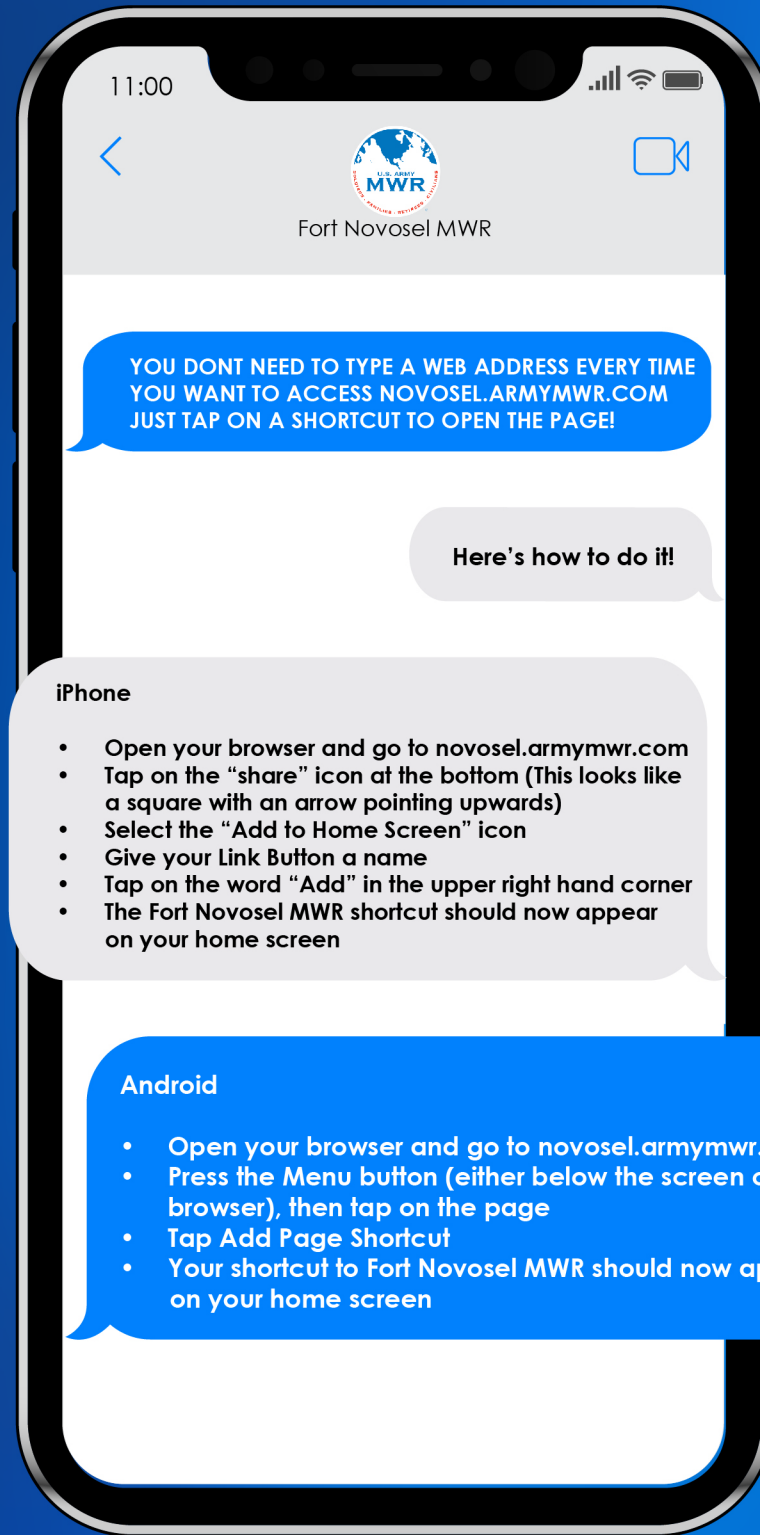 11:00
U.S. ARMY
MWR
SOLDIERS • FAMILIES • RETIREES • CIVILIANS
Fort Novosel MWR
YOU DONT NEED TO TYPE A WEB ADDRESS EVERY TIME
YOU WANT TO ACCESS NOVOSEL.ARMYMWR.COM
JUST TAP ON A SHORTCUT TO OPEN THE PAGE!
Here’s how to do it!
iPhone
• Open your browser and go to novosel.armymwr.com
• Tap on the “share” icon at the bottom (This looks like
a square with an arrow pointing upwards)
• Select the “Add to Home Screen” icon
• Give your Link Button a name
• Tap on the word “Add” in the upper right hand corner
• The Fort Novosel MWR shortcut should now appear
on your home screen
Android
• Open your browser and go to novosel.armymwr.
• Press the Menu button (either below the screen
browser), then tap on the page
• Tap Add Page Shortcut
• Your shortcut to Fort Novosel MWR should now
on your home screen